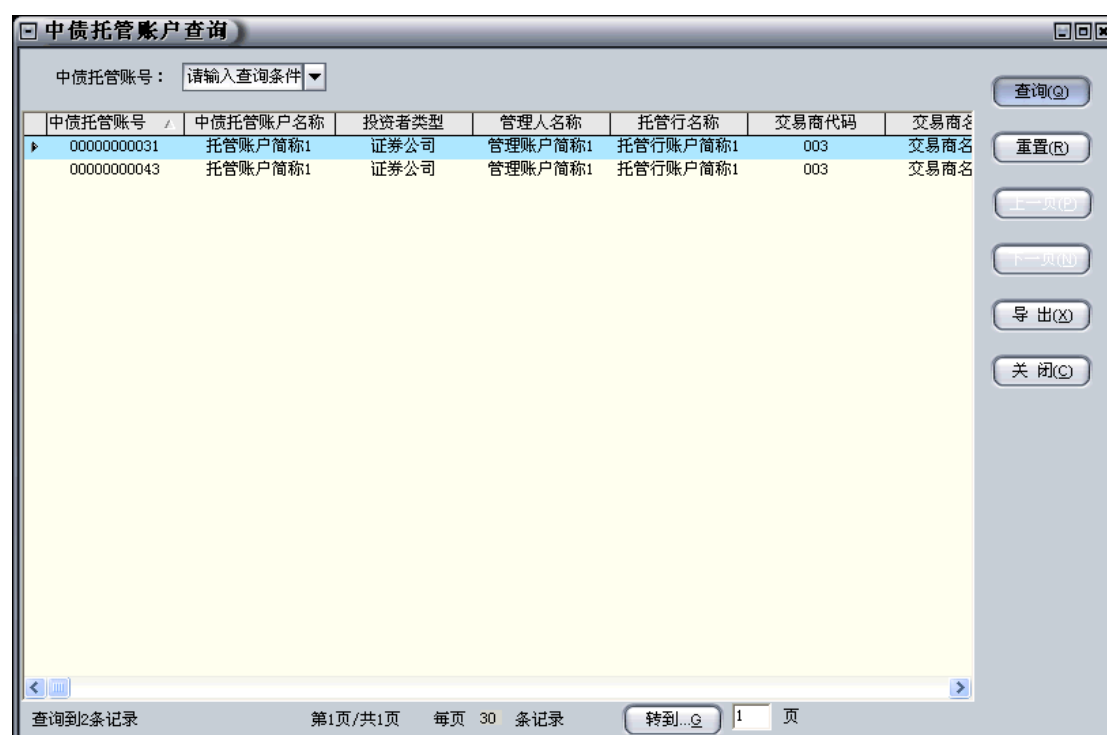 中债托管账户查询
中债托管账号： 请输入查询条件
查询(Q)
中债托管账号 中债托管账户名称 投资者类型 管理人名称 托管行名称 交易商代码 交易商名
00000000031 托管账户简称1 证券公司 管理账户简称1 托管行账户简称1 003 交易商名
重置(R)
00000000043 托管账户简称1 证券公司 管理账户简称1 托管行账户简称1 003 交易商名
上一页(P)
下一页(N)
导 出(X)
关 闭(C)
查询到2条记录 第1页/共1页 每页 30 条记录 转到...G 1 页